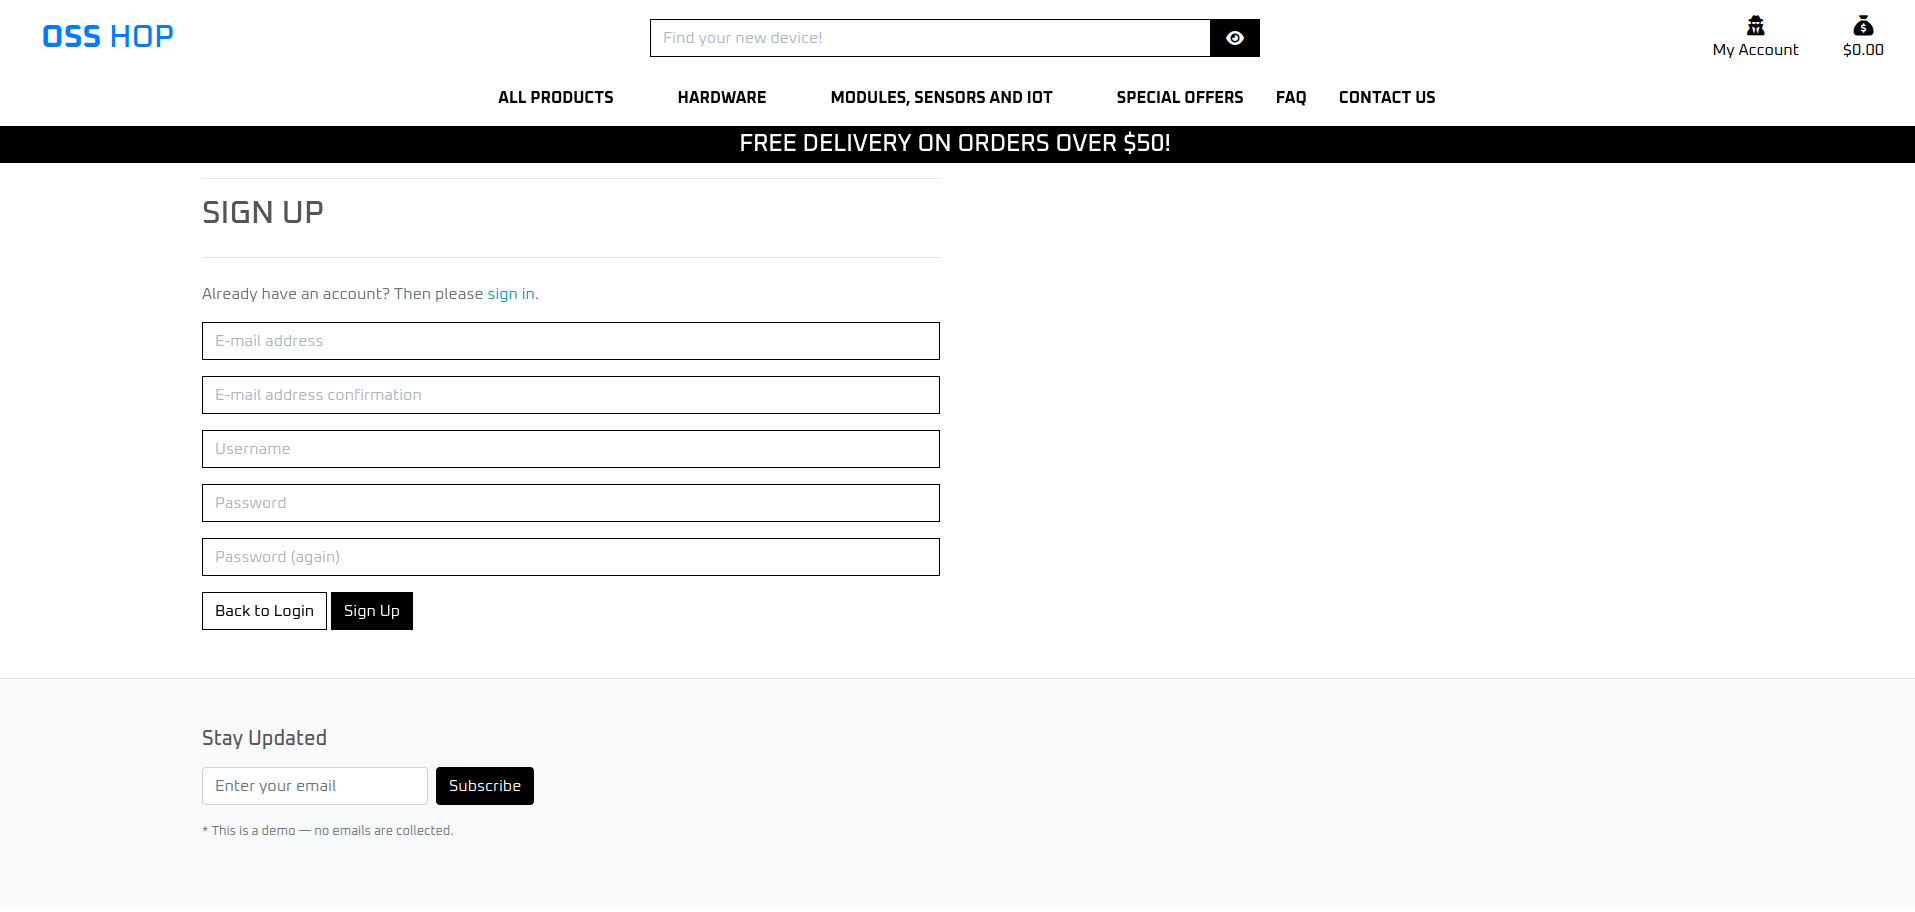 OSS HOP
Find your new device!
My Account
$0.00
ALL PRODUCTS
HARDWARE
MODULES, SENSORS AND IOT
SPECIAL OFFERS
FAQ
CONTACT US
FREE DELIVERY ON ORDERS OVER $50!
SIGN UP
Already have an account? Then please sign in.
E-mail address
E-mail address confirmation
Username
Password
Password (again)
Back to Login
Sign Up
Stay Updated
Enter your email
Subscribe
* This is a demo — no emails are collected.